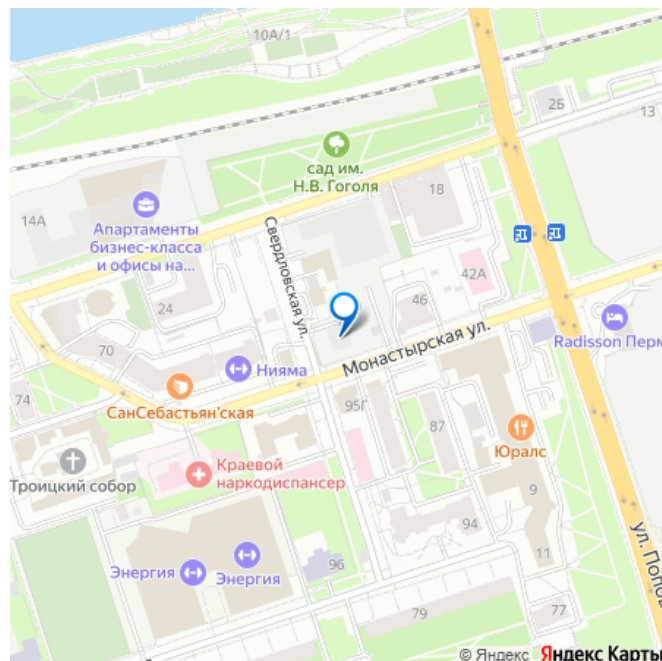 10А/1
2Б
13
сад им.
Н.В. Гоголя
18
14А
Апартаменты
бизнес-класса
и офисы на...
Свердловская ул.
42А
24
46
Radisson Перм
Монастырская ул.
70
Нияма
74
СанСебастьян'ская
95Г
87
Юралс
Троицкий собор
Краевой
наркодиспансер
9
94
11
Энергия
Энергия
96
ул. Попов
79
77
© Яндекс Яндекс Карты